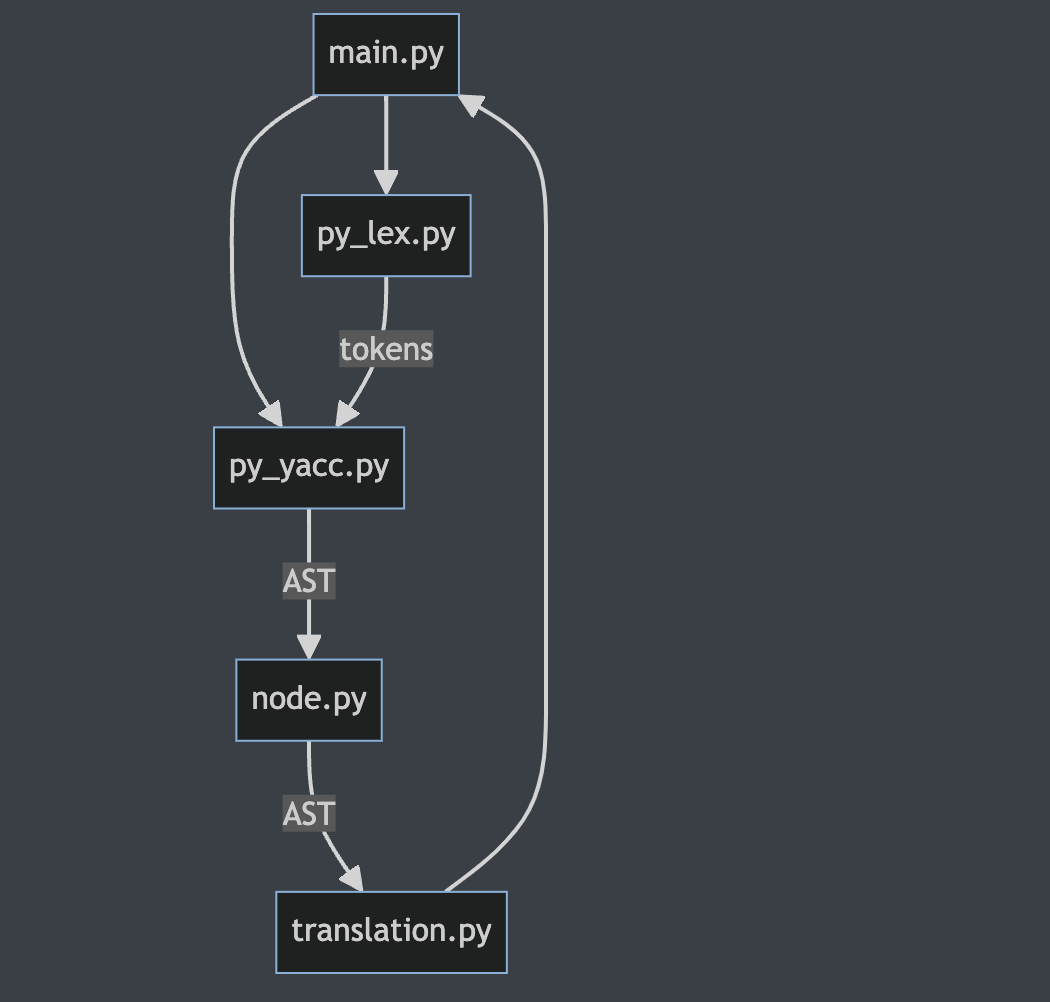 main.py
py_lex.py
tokens
py_yacc.py
AST
node.py
AST
translation.py